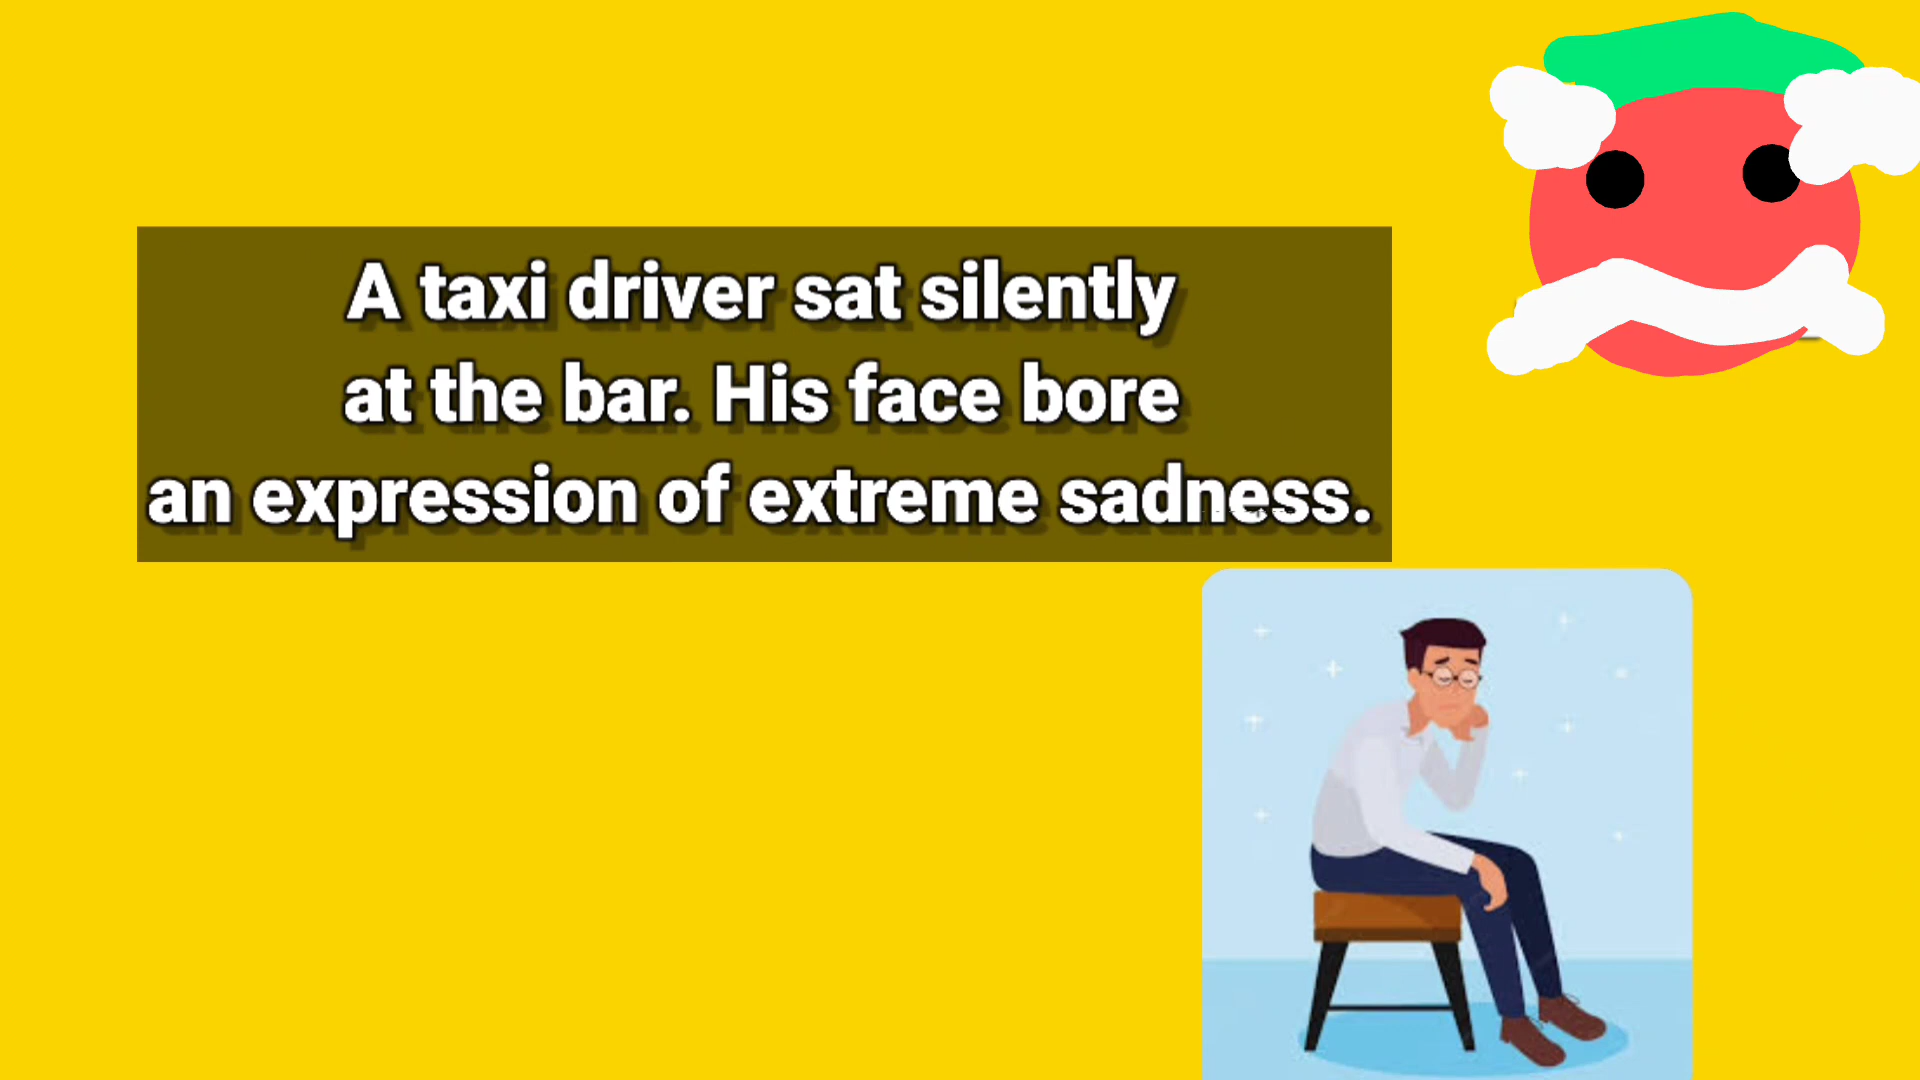 A taxi driver sat silently
at the bar. His face bore
an expression of extreme sadness.